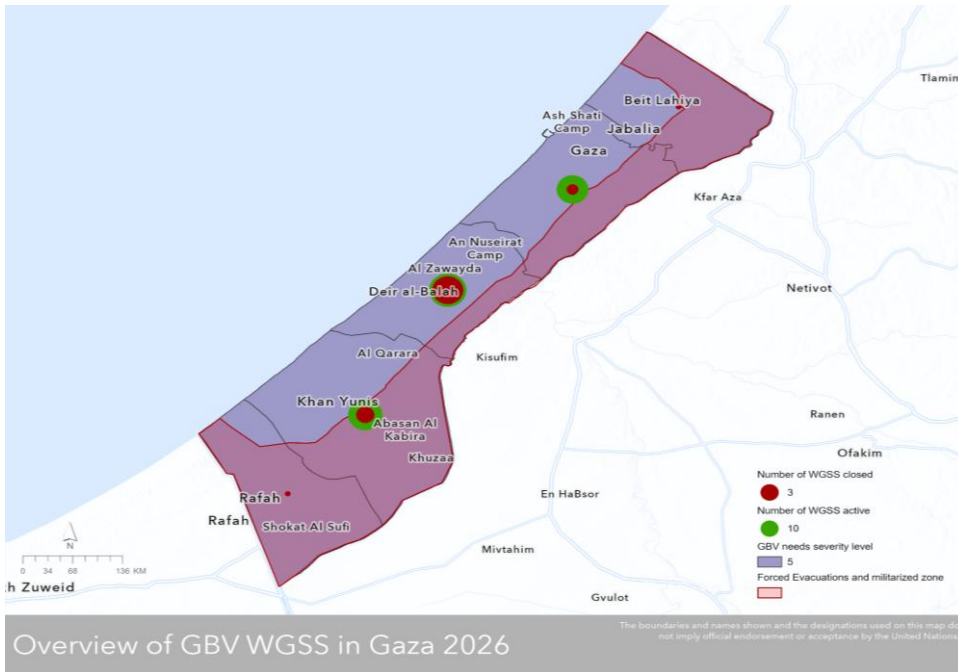 Tlamim
Beit Lahiya
Ash Shati
Camp
Jabalia
Gaza
Kfar Aza
An Nuseirat
Camp
Al Zawayda
Deir al-Balah
Netivot
Al Qarara
Kisufim
Khan Yunis
Abasan Al
Kabira
Ranen
Khuzaa
Ofakim
Number of WGSS closed
3
Number of WGSS active
10
GBV needs severity level
5
Forced Evacuations and militarized zone
Rafah
En HaBsor
Rafah
Shokat Al Sufi
N
0 34 68 136 KM
Mivtahim
h Zuweid
Gvulot
Overview of GBV WGSS in Gaza 2026
The boundaries and names shown and the designations used on this map do
not imply official endorsement or acceptance by the United Nations.